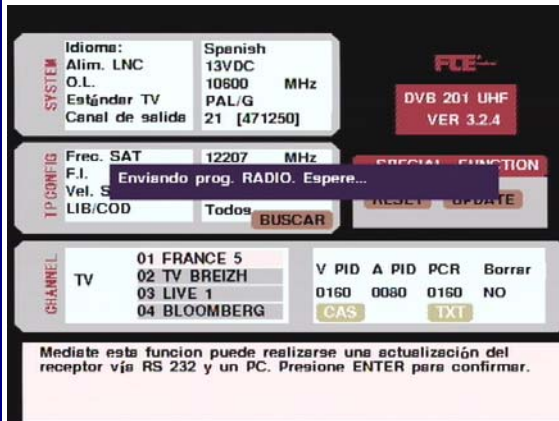 SYSTEM
Idioma: Spanish
Alim. LNC 13VDC
O.L. 10600 MHz
Estándar TV PAL/G
Canal de salida 21 [471250]
FTE
DVB 201 UHF
VER 3.2.4
TP CONFIG
Frec. SAT 12207 MHz
F.I.
Vel. S
LIB/COD Todos
BUSCAR
SPECIAL FUNCTION
RESET UPDATE
Enviando prog. RADIO. Espere...
CHANNEL
TV
01 FRANCE 5
02 TV BREIZH
03 LIVE 1
04 BLOOMBERG
V PID A PID PCR Borrar
0160 0080 0160 NO
CAS TXT
Mediate esta funcion puede realizarse una actualización del
receptor vía RS 232 y un PC. Presione ENTER para confirmar.